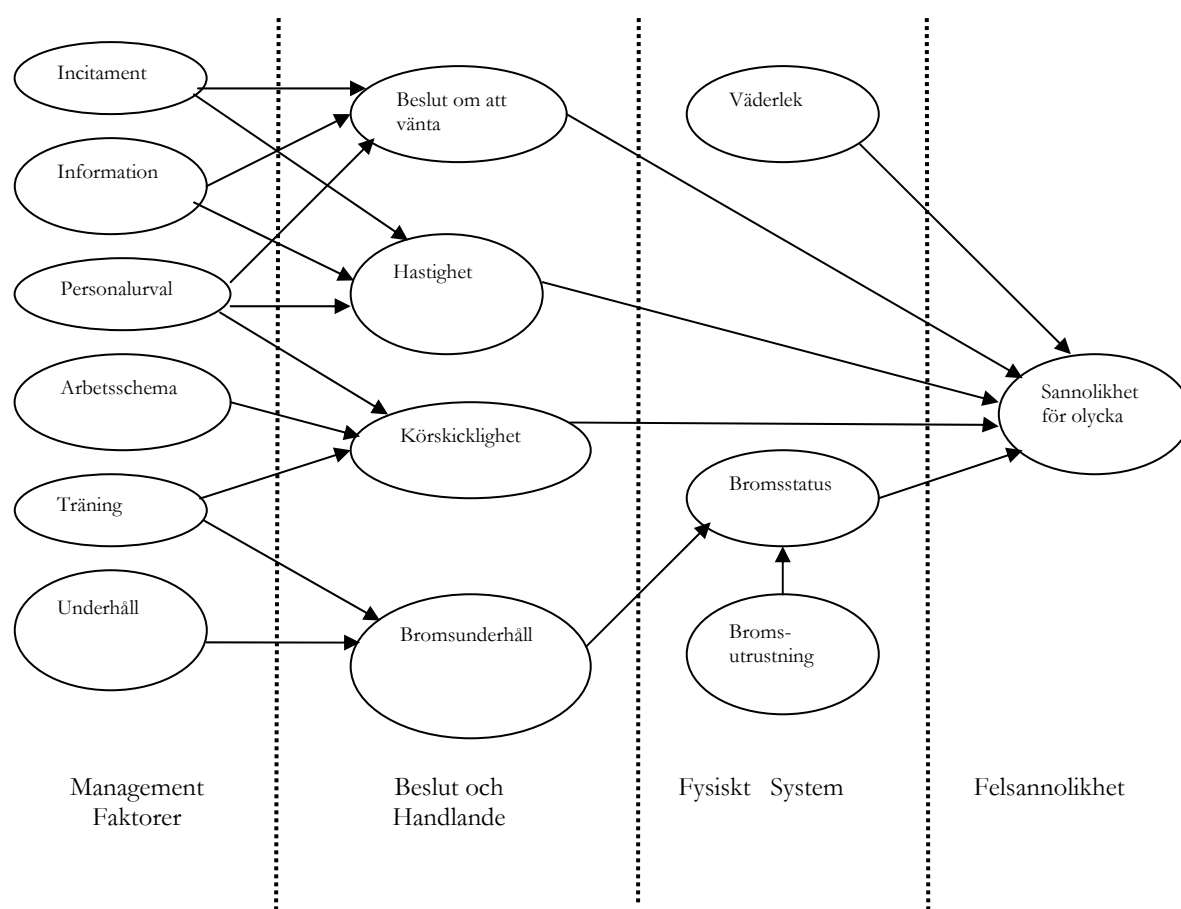 Incitament
Information
Personalurval
Arbetsschema
Träning
Underhåll
Beslut om att
vänta
Hastighet
Körskicklighet
Bromsunderhåll
Väderlek
Bromsstatus
Broms-
utrustning
Sannolikhet
för olycka
Management
Faktorer
Beslut och
Handlande
Fysiskt System
Felsannolikhet